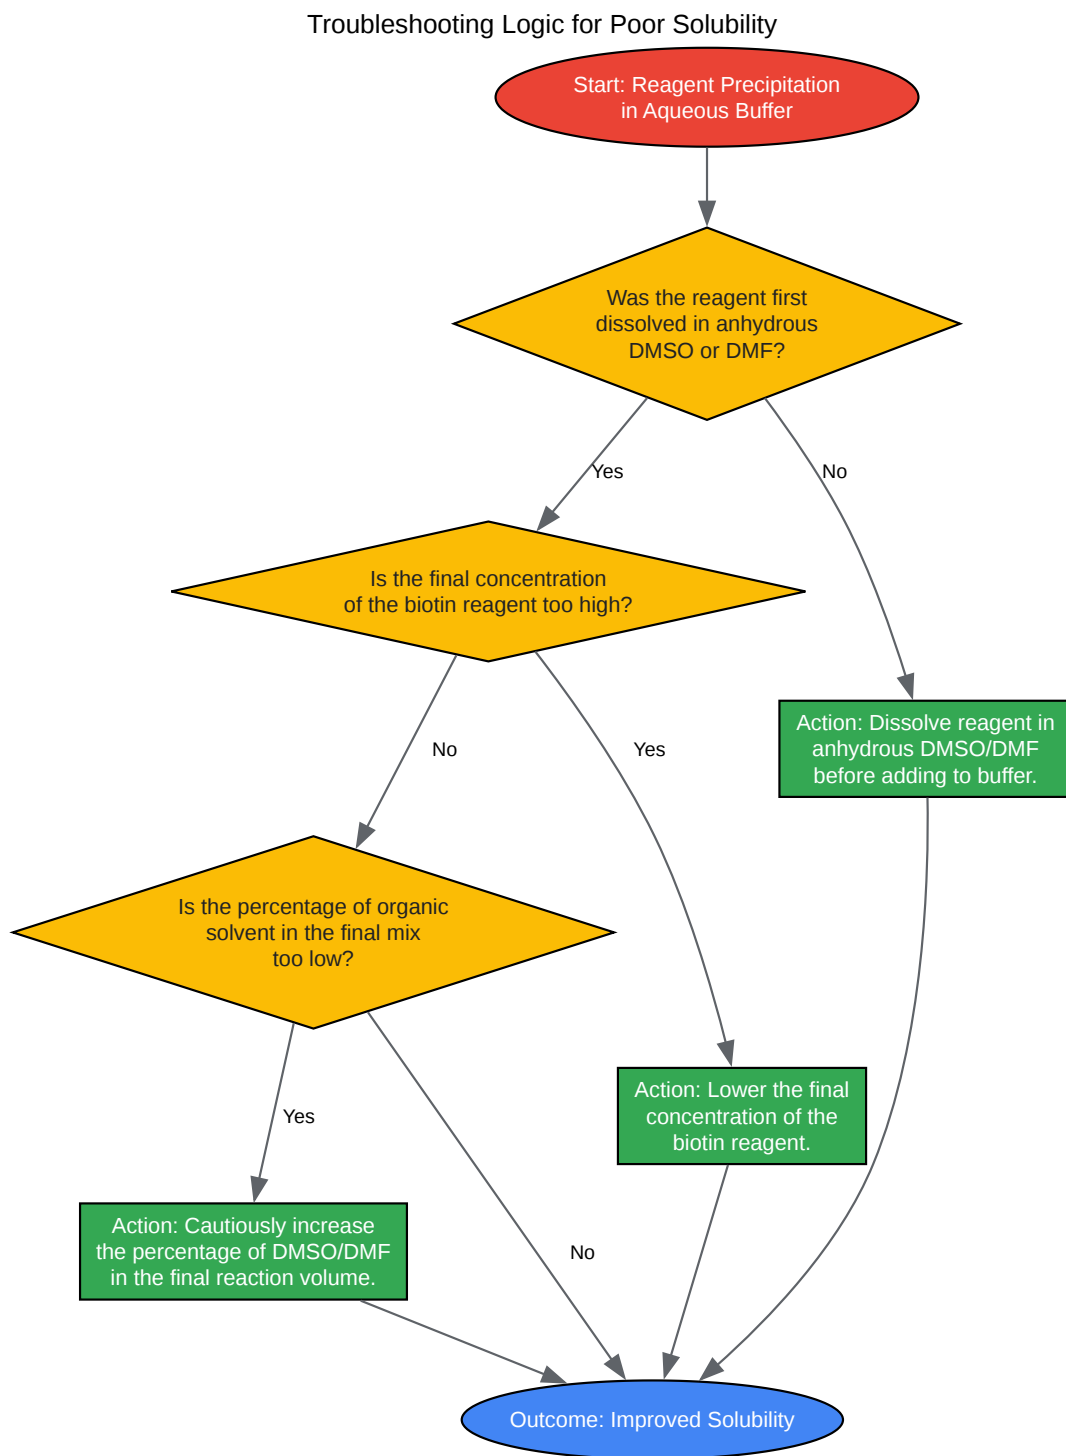 Troubleshooting Logic for Poor Solubility
Start: Reagent Precipitation
in Aqueous Buffer
Was the reagent first
dissolved in anhydrous
DMSO or DMF?
Yes
No
Is the final concentration
of the biotin reagent too high?
Action: Dissolve reagent in
anhydrous DMSO/DMF
before adding to buffer.
No
Yes
Is the percentage of organic
solvent in the final mix
too low?
Action: Lower the final
concentration of the
biotin reagent.
Yes
Action: Cautiously increase
the percentage of DMSO/DMF
in the final reaction volume.
No
Outcome: Improved Solubility